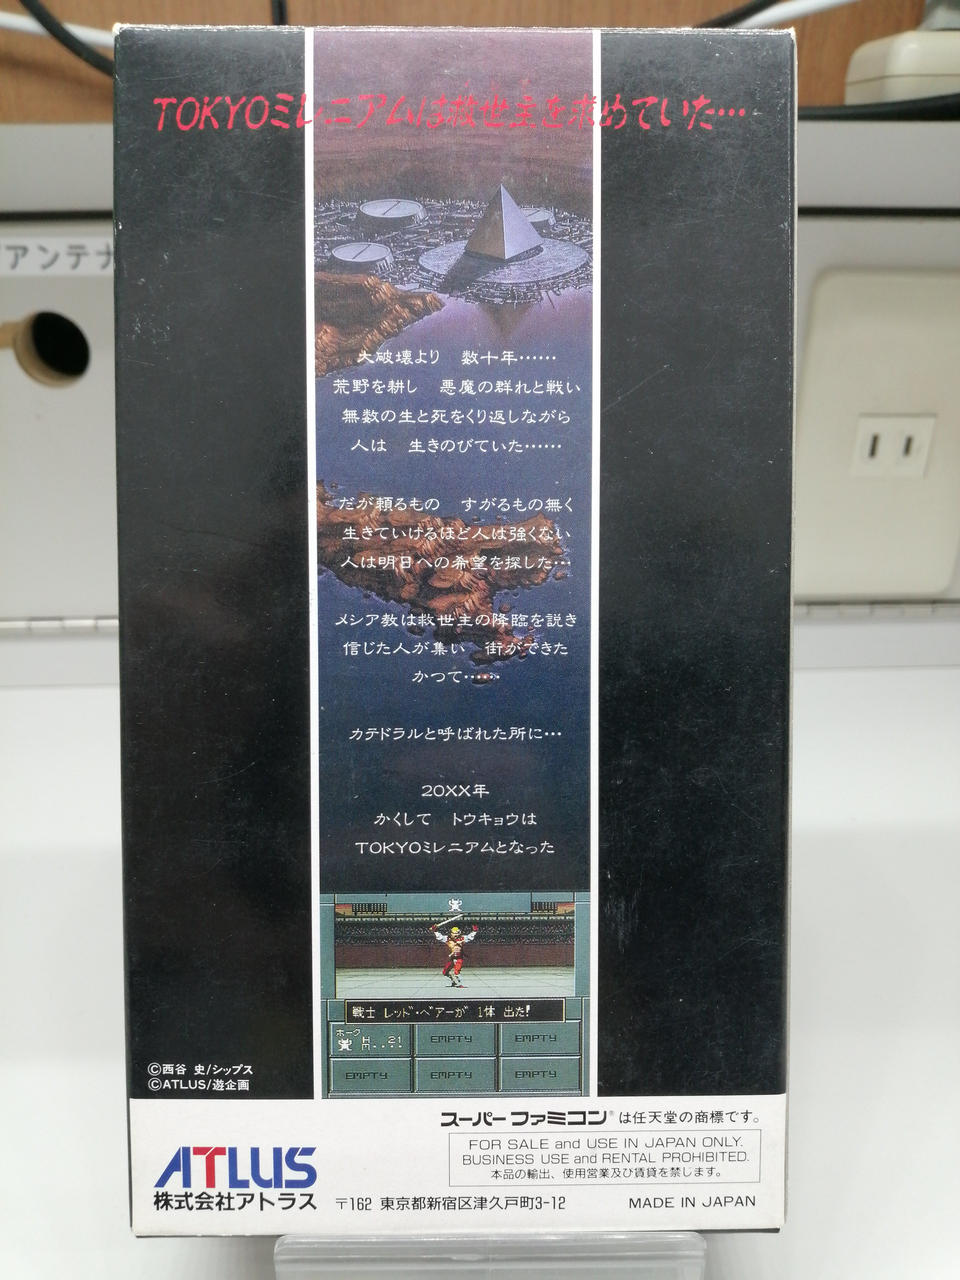 TOKYOミレニアムは救世主を求めていた…
アンテナ
大破壊より　数十年……
荒野を耕し　悪魔の群れと戦い
無数の生と死をくり返しながら
人は　生きのびていた……
だが頼るもの　すがるもの無く
生きていけるほど人は強くない
人は明日への希望を探した…
メシア教は救世主の降臨を説き
信じた人が集い　街ができた
かつて……
カテドラルと呼ばれた所に…
20XX年
かくして　トウキョウは
TOKYOミレニアムとなった
戦士 レッド・ベアーが 1体 出た!
ホーク
H 21
EMPTY EMPTY
EMPTY EMPTY EMPTY
©西谷 史/シップス
©ATLUS/遊企画
スーパーファミコン®は任天堂の商標です。
FOR SALE and USE IN JAPAN ONLY.
BUSINESS USE and RENTAL PROHIBITED.
本品の輸出、使用営業及び賃貸を禁じます。
ATLUS
株式会社アトラス 〒162 東京都新宿区津久戸町3-12 MADE IN JAPAN